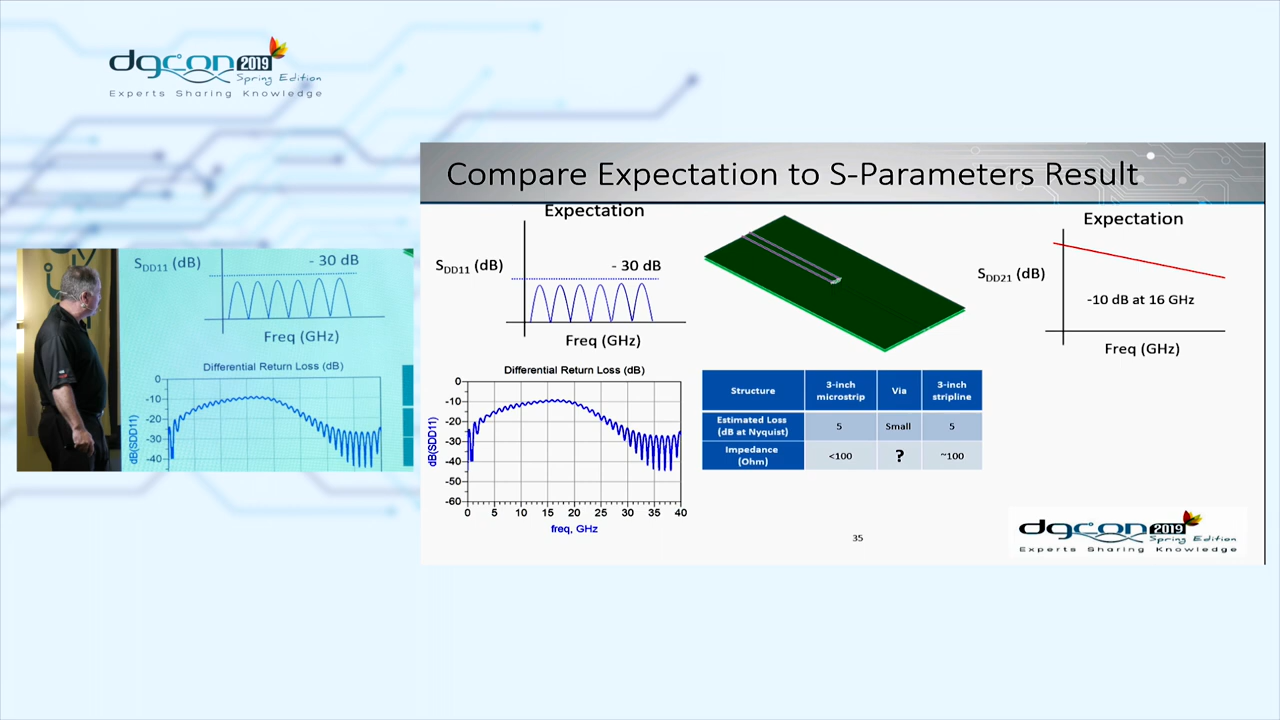 dgcon 2019
Spring Edition
Experts Sharing Knowledge
Compare Expectation to S-Parameters Result
Expectation
SDD11 (dB)
- 30 dB
Freq (GHz)
Expectation
SDD21 (dB)
-10 dB at 16 GHz
Freq (GHz)
SDD11 (dB)
- 30 dB
Freq (GHz)
Differential Return Loss (dB)
dB(SDD11)
0
-10
-20
-30
-40
Differential Return Loss (dB)
dB(SDD11)
0
-10
-20
-30
-40
-50
-60
0 5 10 15 20 25 30 35 40
freq, GHz
Structure 3-inch microstrip Via 3-inch stripline
Estimated Loss (dB at Nyquist) 5 Small 5
Impedance (Ohm) <100 ? ~100
35
dgcon 2019
Spring Edition
Experts Sharing Knowledge